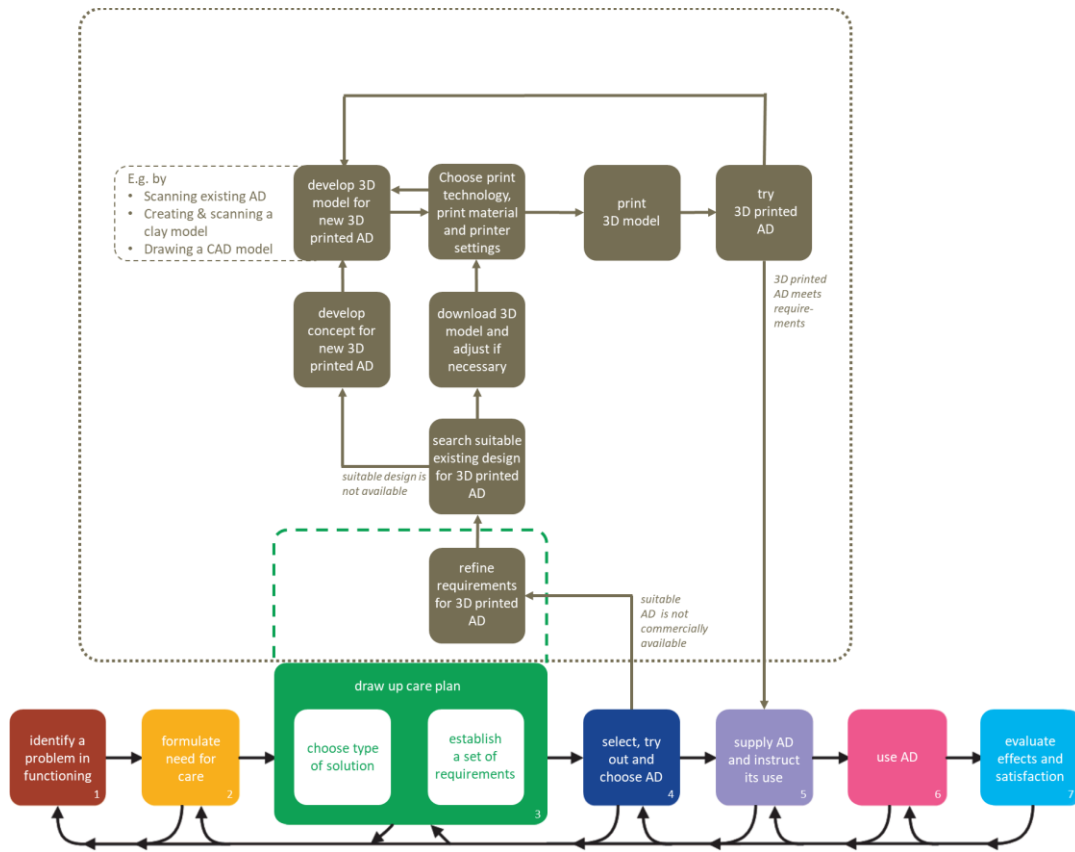 E.g. by
• Scanning existing AD
• Creating & scanning a
clay model
• Drawing a CAD model
develop 3D
model for
new 3D
printed AD
Choose print
technology,
print material
and printer
settings
print
3D model
try
3D printed
AD
3D printed
AD meets
require-
ments
develop
concept for
new 3D
printed AD
download 3D
model and
adjust if
necessary
search suitable
existing design
for 3D printed
AD
suitable design is
not available
refine
requirements
for 3D printed
AD
suitable
AD is not
commercially
available
draw up care plan
identify a
problem in
functioning
1
formulate
need for
care
2
choose type
of solution
establish
a set of
requirements
3
select, try
out and
choose AD
4
supply AD
and instruct
its use
5
use AD
6
evaluate
effects and
satisfaction
7